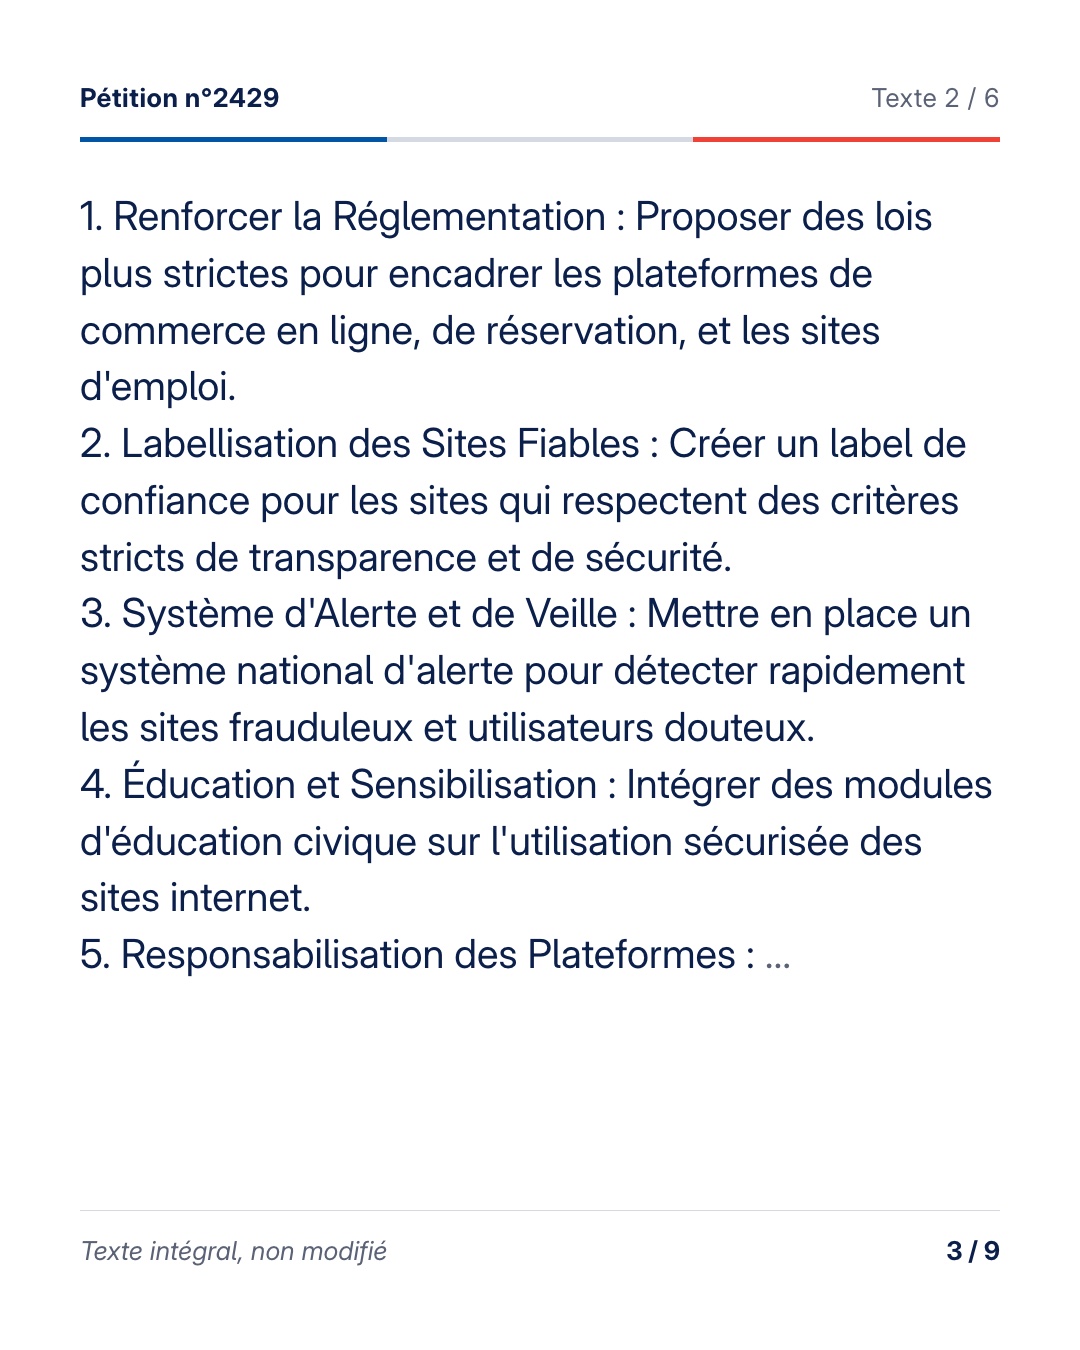 Pétition n°2429
Texte 2 / 6
1. Renforcer la Réglementation : Proposer des lois
plus strictes pour encadrer les plateformes de
commerce en ligne, de réservation, et les sites
d'emploi.
2. Labellisation des Sites Fiables : Créer un label de
confiance pour les sites qui respectent des critères
stricts de transparence et de sécurité.
3. Système d'Alerte et de Veille : Mettre en place un
système national d'alerte pour détecter rapidement
les sites frauduleux et utilisateurs douteux.
4. Éducation et Sensibilisation : Intégrer des modules
d'éducation civique sur l'utilisation sécurisée des
sites internet.
5. Responsabilisation des Plateformes : ...
Texte intégral, non modifié
3 / 9